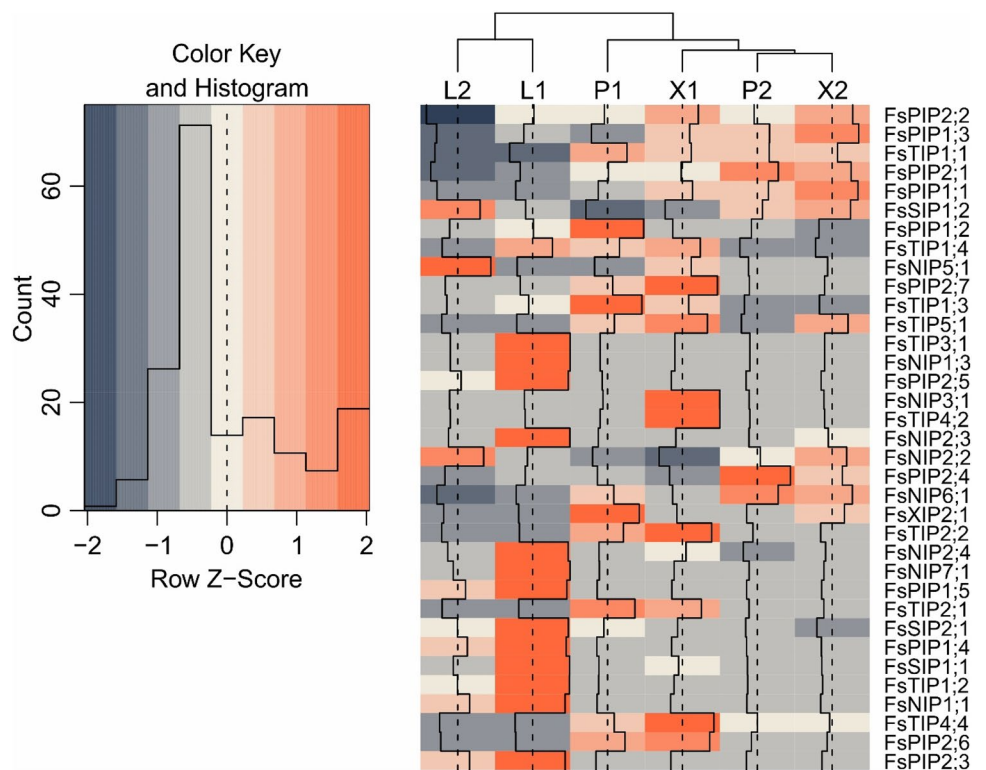 Color Key
and Histogram
Count
0
20
40
60
−2
−1
0
1
2
Row Z−Score
L2
L1
P1
X1
P2
X2
FsPIP2;2
FsPIP1;3
FsTIP1;1
FsPIP2;1
FsPIP1;1
FsSIP1;2
FsPIP1;2
FsTIP1;4
FsNIP5;1
FsPIP2;7
FsTIP1;3
FsTIP5;1
FsTIP3;1
FsNIP1;3
FsPIP2;5
FsNIP3;1
FsTIP4;2
FsNIP2;3
FsNIP2;2
FsPIP2;4
FsNIP6;1
FsXIP2;1
FsTIP2;2
FsNIP2;4
FsNIP7;1
FsPIP1;5
FsTIP2;1
FsSIP2;1
FsPIP1;4
FsSIP1;1
FsTIP1;2
FsNIP1;1
FsTIP4;4
FsPIP2;6
FsPIP2;3